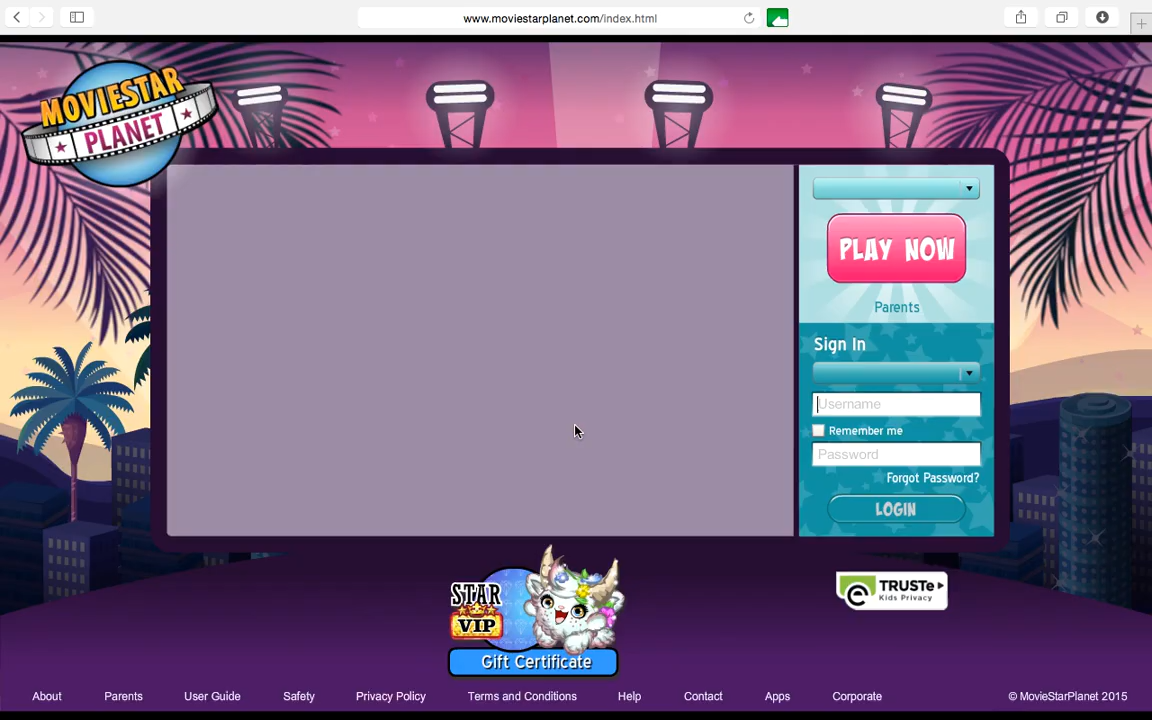 www.moviestarplanet.com/index.html
MOVIESTAR
PLANET
PLAY NOW
Parents
Sign In
Username
Remember me
Password
Forgot Password?
LOGIN
STAR
VIP
Gift Certificate
TRUSTe
Kids Privacy
About Parents User Guide Safety Privacy Policy Terms and Conditions Help Contact Apps Corporate © MovieStarPlanet 2015